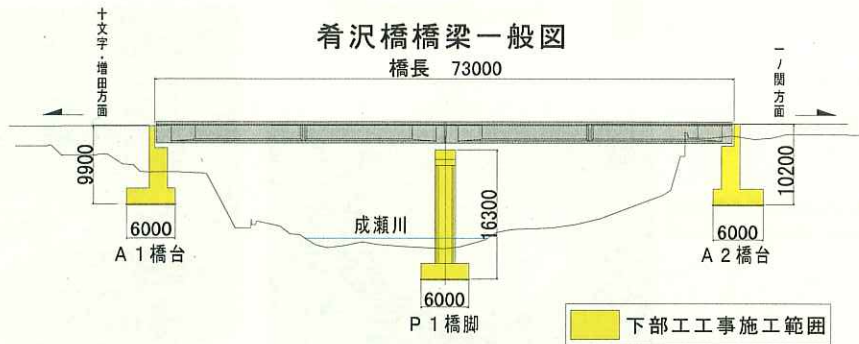 肴沢橋橋梁一般図
橋長 73000
十文字・増田方面
一ノ関方面
9900
10200
16300
成瀬川
6000
A1橋台
6000
P1橋脚
6000
A2橋台
下部工工事施工範囲